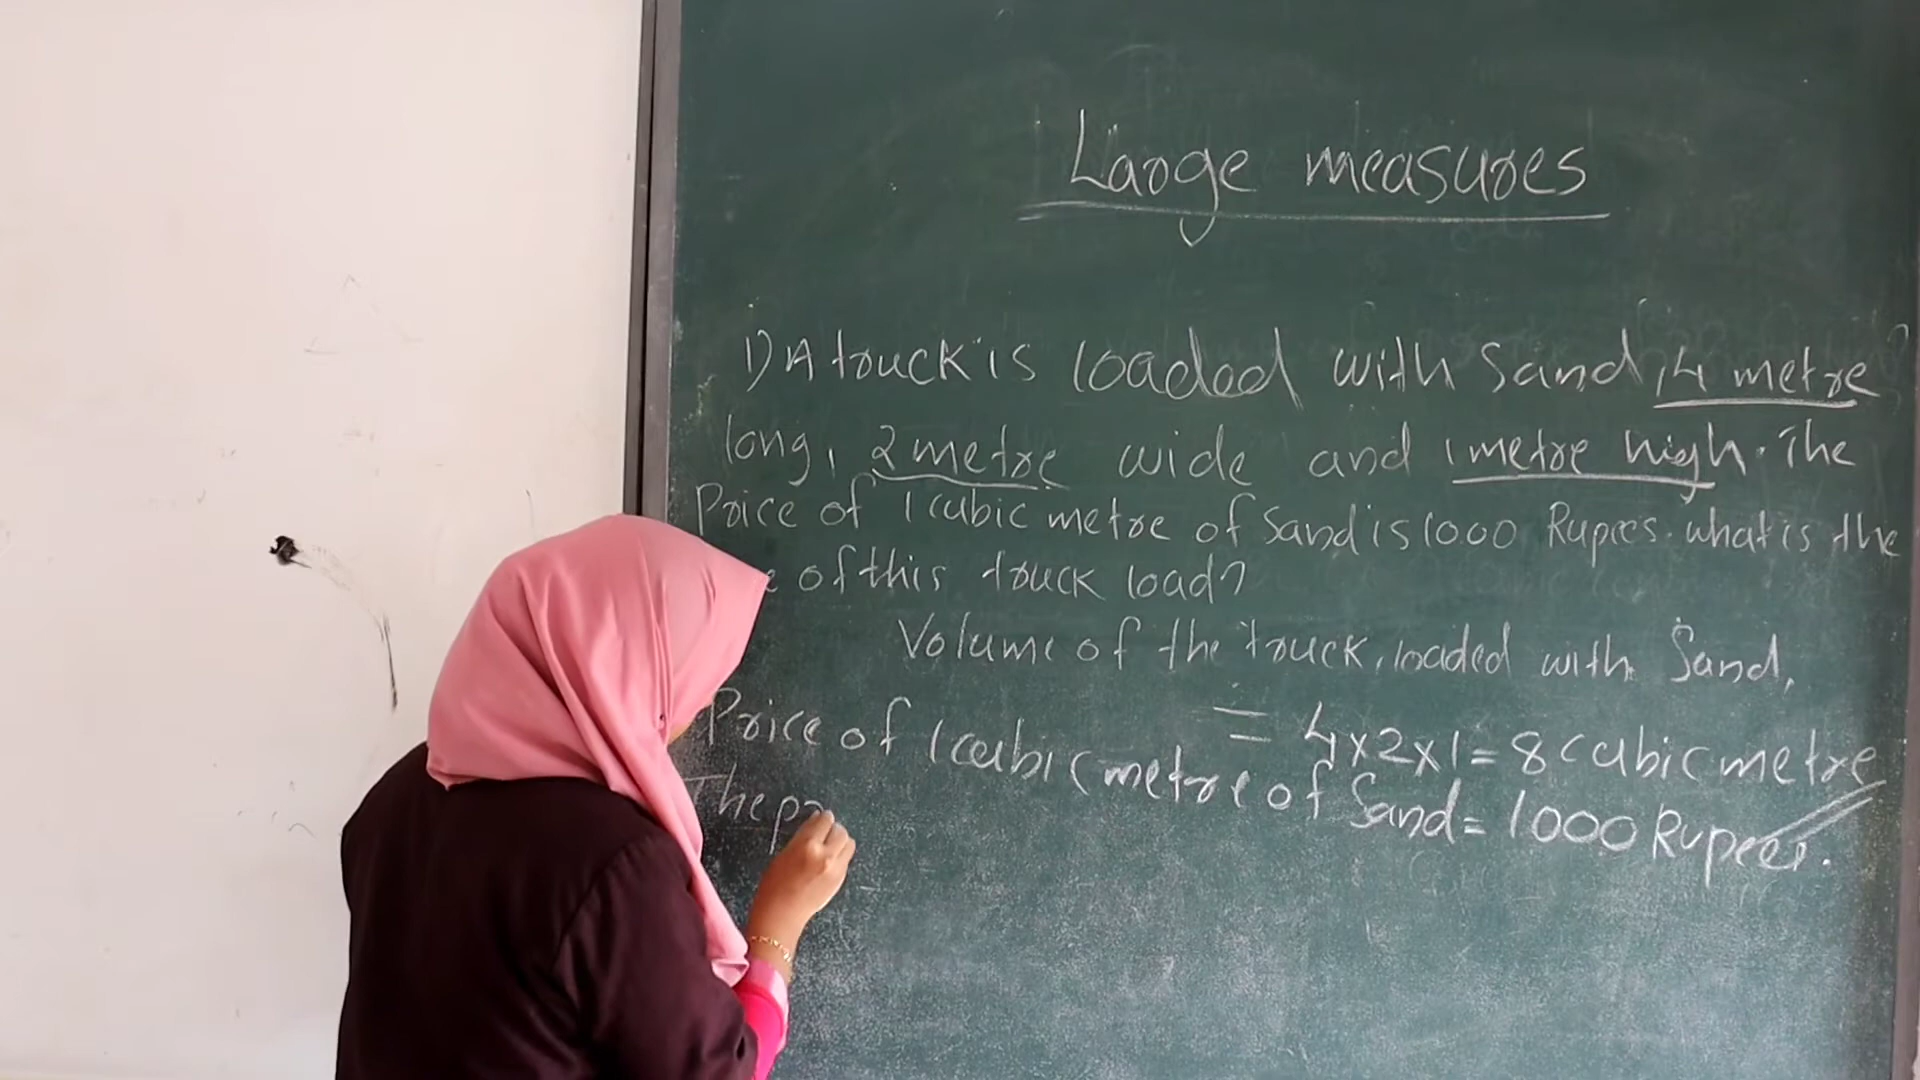 Large measures
1) A truck is loaded with Sand, 4 metre
long, 2 metre wide and 1 metre high. The
Price of 1 cubic metre of Sand is 1000 Rupees. what is the
of this truck load?
Volume of the truck, loaded with Sand,
= 4x2x1 = 8 cubic metre
Price of 1 cubic metre of Sand = 1000 Rupees.
The